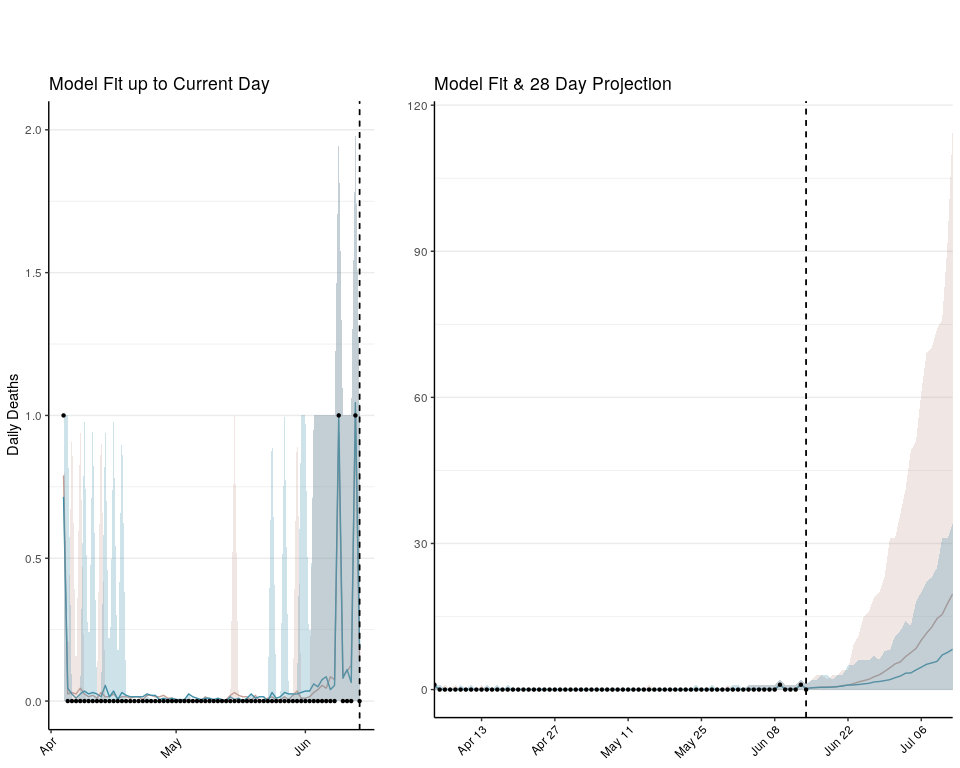 Model Fit up to Current Day
Model Fit & 28 Day Projection
Daily Deaths
2.0
1.5
1.0
0.5
0.0
Apr
May
Jun
120
90
60
30
0
Apr 13
Apr 27
May 11
May 25
Jun 08
Jun 22
Jul 06